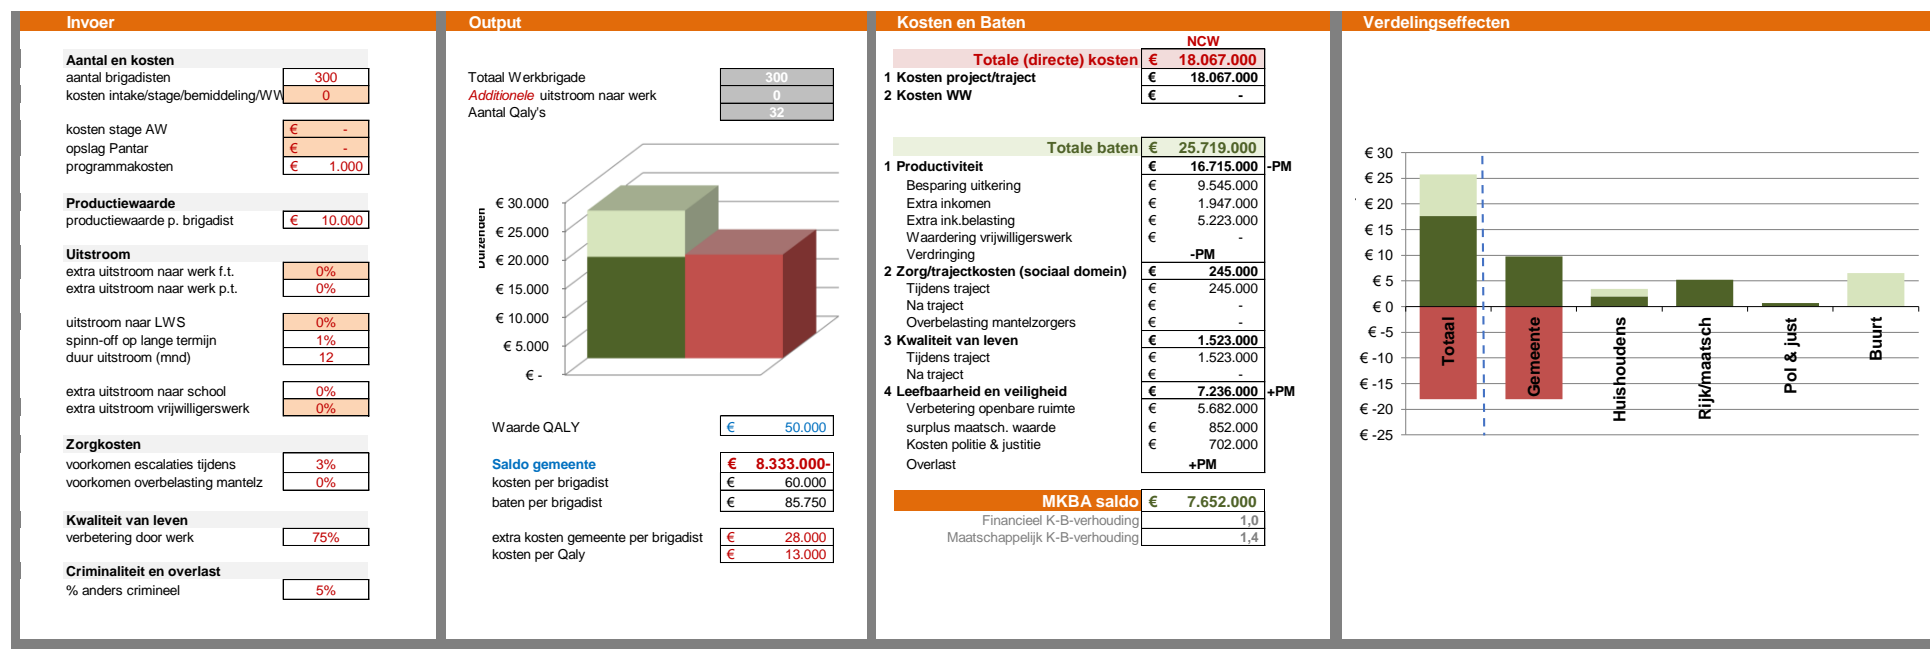 Invoer
Aantal en kosten
aantal brigadisten 300
kosten intake/stage/bemiddeling/WW 0
kosten stage AW € -
opslag Pantar € -
programmakosten € 1.000
Productiewaarde
productiewaarde p. brigadist € 10.000
Uitstroom
extra uitstroom naar werk f.t. 0%
extra uitstroom naar werk p.t. 0%
uitstroom naar LWS 0%
spinn-off op lange termijn 1%
duur uitstroom (mnd) 12
extra uitstroom naar school 0%
extra uitstroom vrijwilligerswerk 0%
Zorgkosten
voorkomen escalaties tijdens 3%
voorkomen overbelasting mantelz 0%
Kwaliteit van leven
verbetering door werk 75%
Criminaliteit en overlast
% anders crimineel 5%
Output
Totaal Werkbrigade 300
Additionele uitstroom naar werk 0
Aantal Qaly's 32
Duizenden
€ 30.000
€ 25.000
€ 20.000
€ 15.000
€ 10.000
€ 5.000
€ -
Waarde QALY € 50.000
Saldo gemeente € 8.333.000-
kosten per brigadist € 60.000
baten per brigadist € 85.750
extra kosten gemeente per brigadist € 28.000
kosten per Qaly € 13.000
Kosten en Baten
NCW
Totale (directe) kosten € 18.067.000
1 Kosten project/traject € 18.067.000
2 Kosten WW € -
Totale baten € 25.719.000
1 Productiviteit € 16.715.000 -PM
Besparing uitkering € 9.545.000
Extra inkomen € 1.947.000
Extra ink.belasting € 5.223.000
Waardering vrijwilligerswerk € -
Verdringing -PM
2 Zorg/trajectkosten (sociaal domein) € 245.000
Tijdens traject € 245.000
Na traject € -
Overbelasting mantelzorgers € -
3 Kwaliteit van leven € 1.523.000
Tijdens traject € 1.523.000
Na traject € -
4 Leefbaarheid en veiligheid € 7.236.000 +PM
Verbetering openbare ruimte € 5.682.000
surplus maatsch. waarde € 852.000
Kosten politie & justitie € 702.000
Overlast +PM
MKBA saldo € 7.652.000
Financieel K-B-verhouding 1,0
Maatschappelijk K-B-verhouding 1,4
Verdelingseffecten
€ 30
€ 25
€ 20
€ 15
€ 10
€ 5
€ 0
€ -5
€ -10
€ -15
€ -20
€ -25
Totaal
Gemeente
Huishoudens
Rijk/maatsch
Pol & just
Buurt